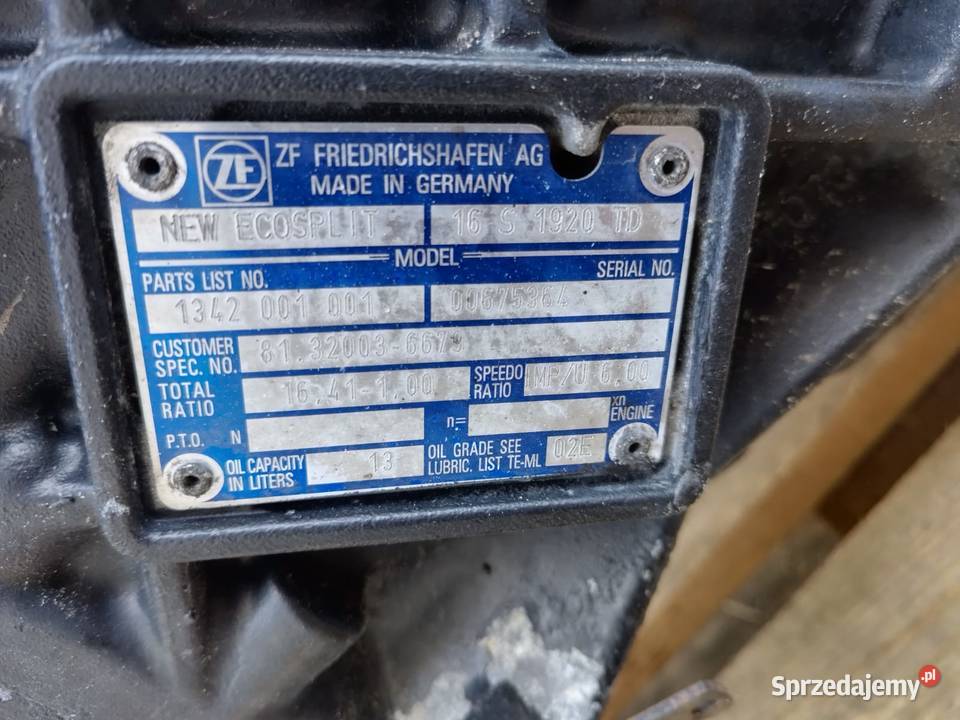 ZF
ZF FRIEDRICHSHAFEN AG
MADE IN GERMANY
NEW ECOSPLIT 16 S 1920 TD
MODEL
PARTS LIST NO. SERIAL NO.
1342 001 001 00875364
CUSTOMER SPEC. NO. 81.32003-6673
TOTAL RATIO 16,41-1,00 SPEEDO RATIO IMP/U 6,00
P.T.O. N n= xn ENGINE
OIL CAPACITY IN LITERS 13 OIL GRADE SEE LUBRIC. LIST TE-ML 02E
Sprzedajemy.pl